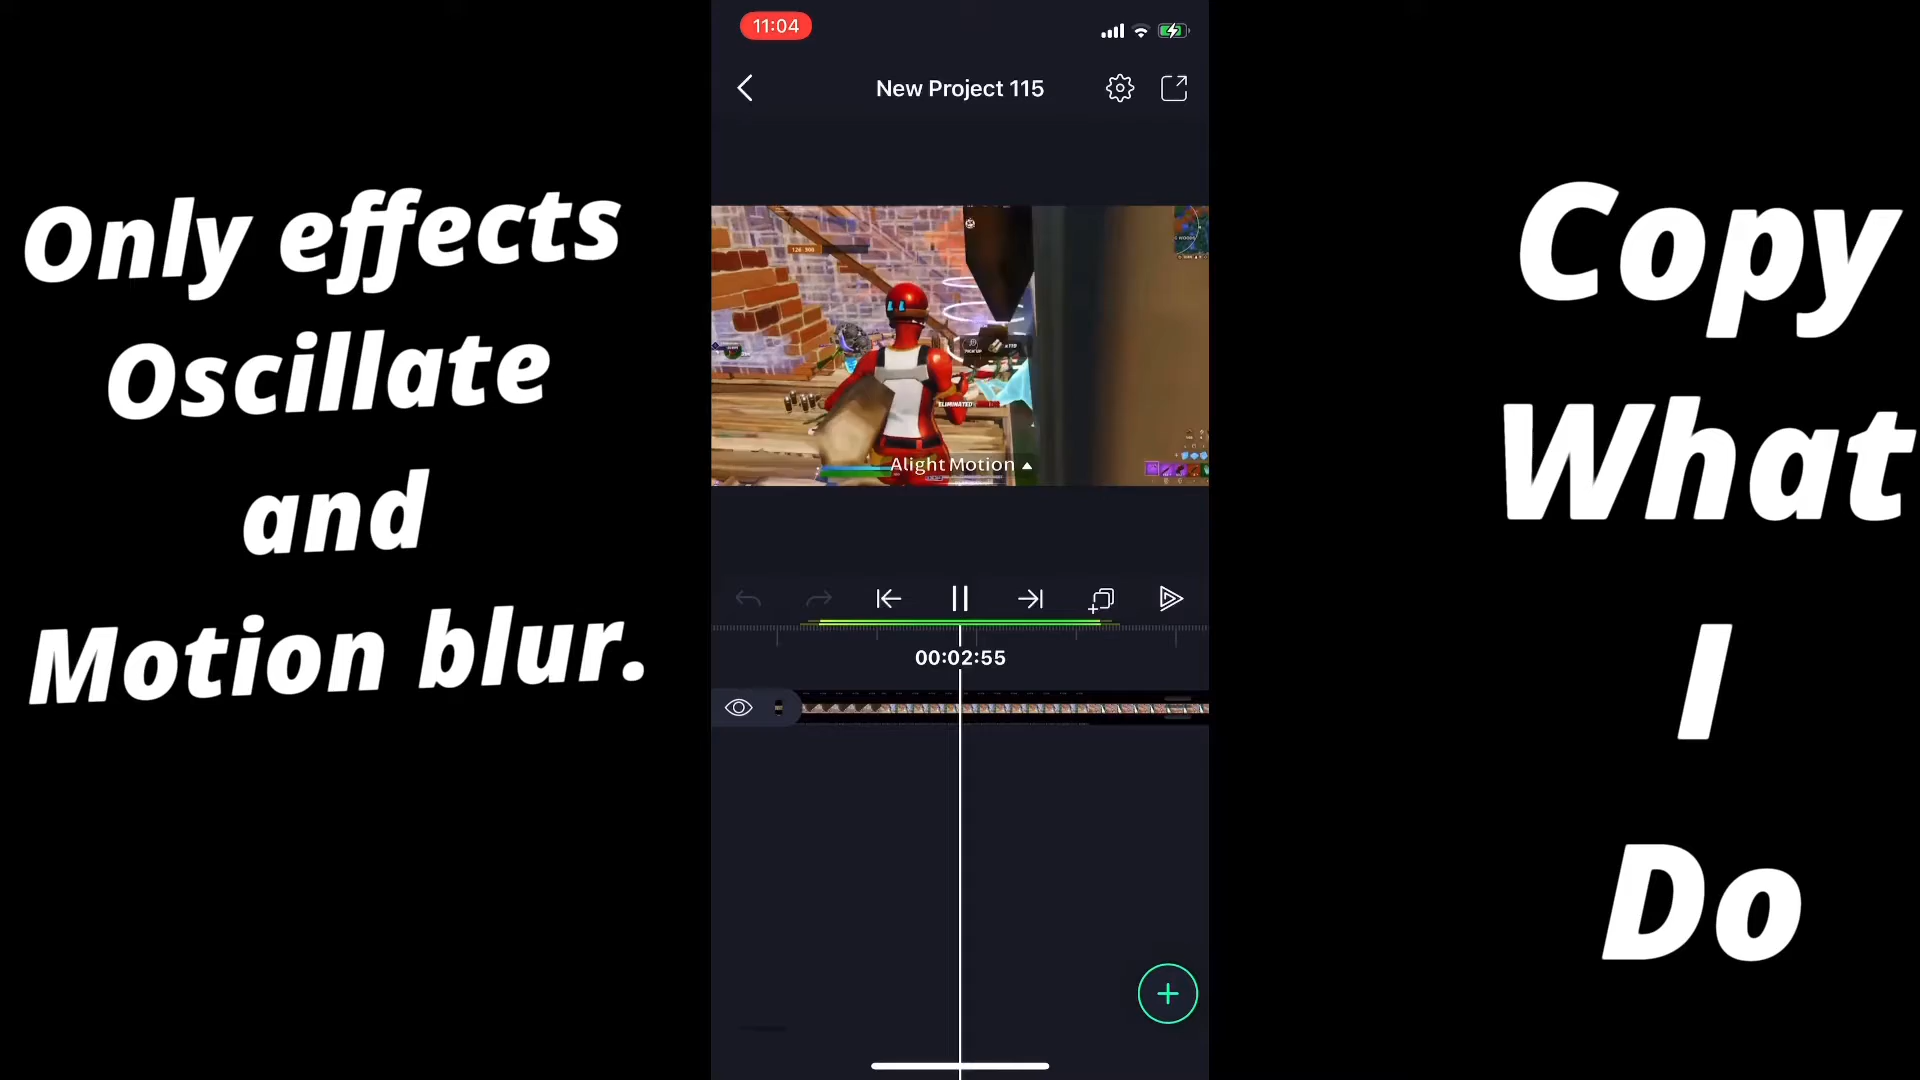 11:04
New Project 115
Only effects
Oscillate
and
Motion blur.
Copy
What
I
Do
ELIMINATED
Alight Motion
00:02:55